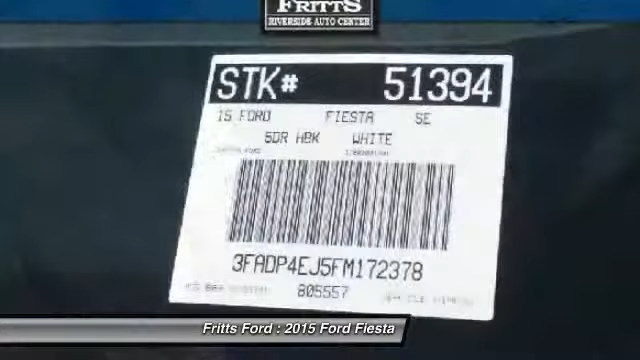 FRITTS
RIVERSIDE AUTO CENTER
STK# 51394
15 FORD FIESTA SE
5DR HBK WHITE
3FADP4EJ5FM172378
805557
Fritts Ford : 2015 Ford Fiesta